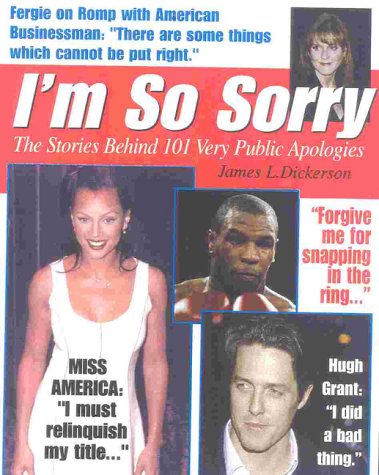 Fergie on Romp with American
Businessman: "There are some things
which cannot be put right."
I'm So Sorry
The Stories Behind 101 Very Public Apologies
James L. Dickerson
"Forgive
me for
snapping
in the
ring..."
MISS
AMERICA:
"I must
relinquish
my title..."
Hugh
Grant:
"I did
a bad
thing."